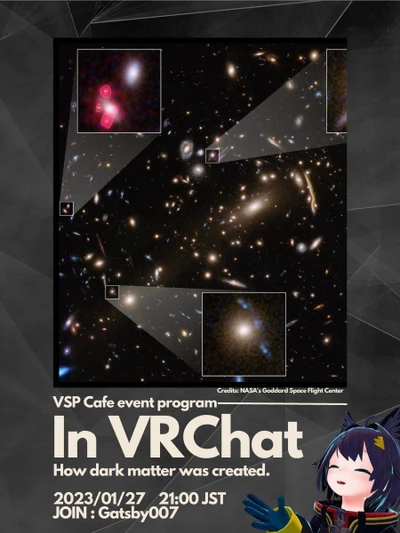 Credits: NASA's Goddard Space Flight Center
VSP Cafe event program
In VRChat
How dark matter was created.
2023/01/27 21:00 JST
JOIN : Gatsby007